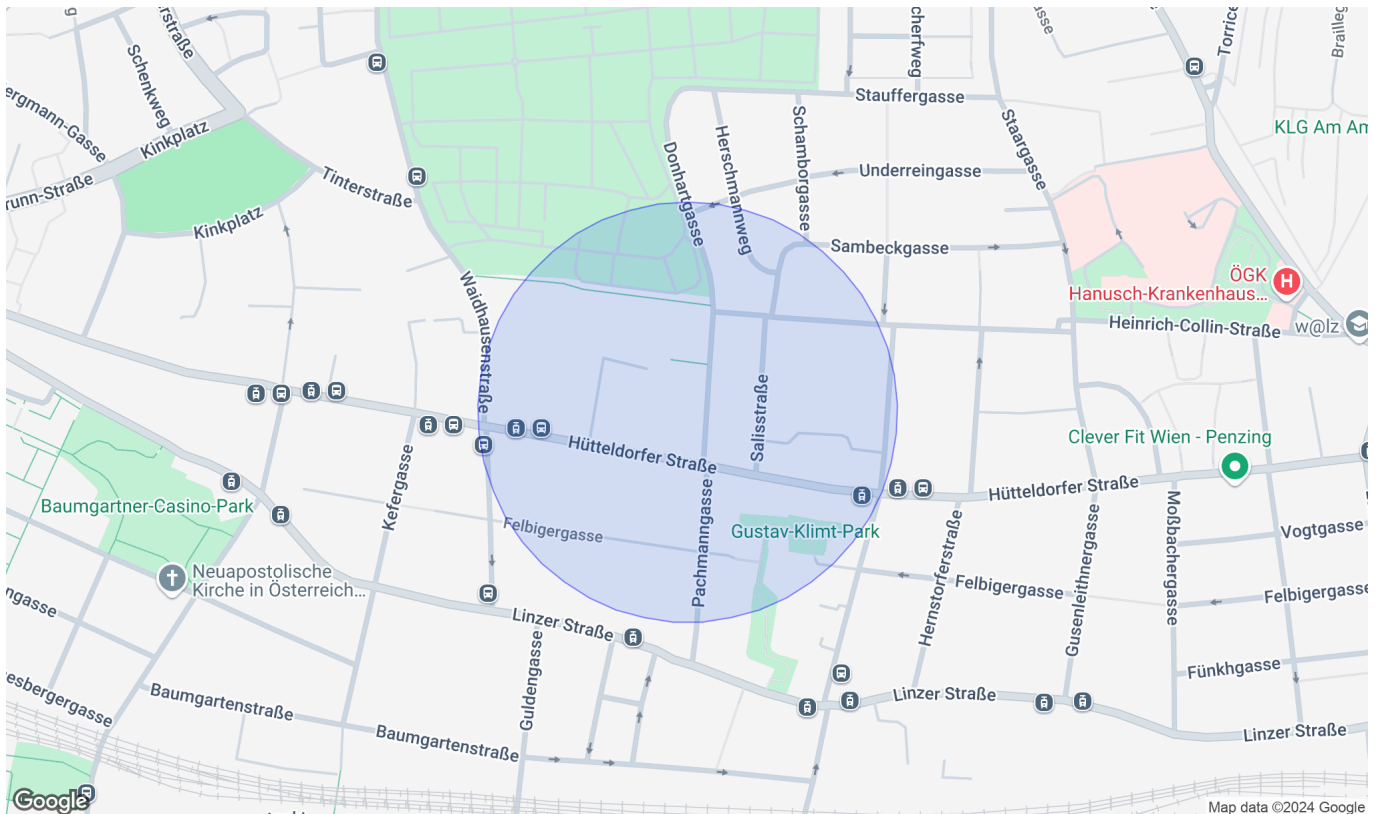 Schenkweg
Stauffergasse
Kinkplatz
Donhartgasse
Herschmannweg
Schamborgasse
Staargasse
KLG Am Am
Underreingasse
Tinterstraße
Kinkplatz
Sambeckgasse
ÖGK
Hanusch-Krankenhaus...
H
Waidhausenstraße
Heinrich-Collin-Straße
w@lz
Salisstraße
Hütteldorfer Straße
Clever Fit Wien - Penzing
Kefergasse
Hütteldorfer Straße
Moßbachergasse
Baumgartner-Casino-Park
Felbigergasse
Gustav-Klimt-Park
Vogtgasse
Pachmanngasse
Hernstorferstraße
Gusenleithnergasse
Neuapostolische
Kirche in Österreich...
Felbigergasse
Felbigergasse
Linzer Straße
Fünkhgasse
Guldengasse
Baumgartenstraße
Linzer Straße
Baumgartenstraße
Linzer Straße
Google
Map data ©2024 Google